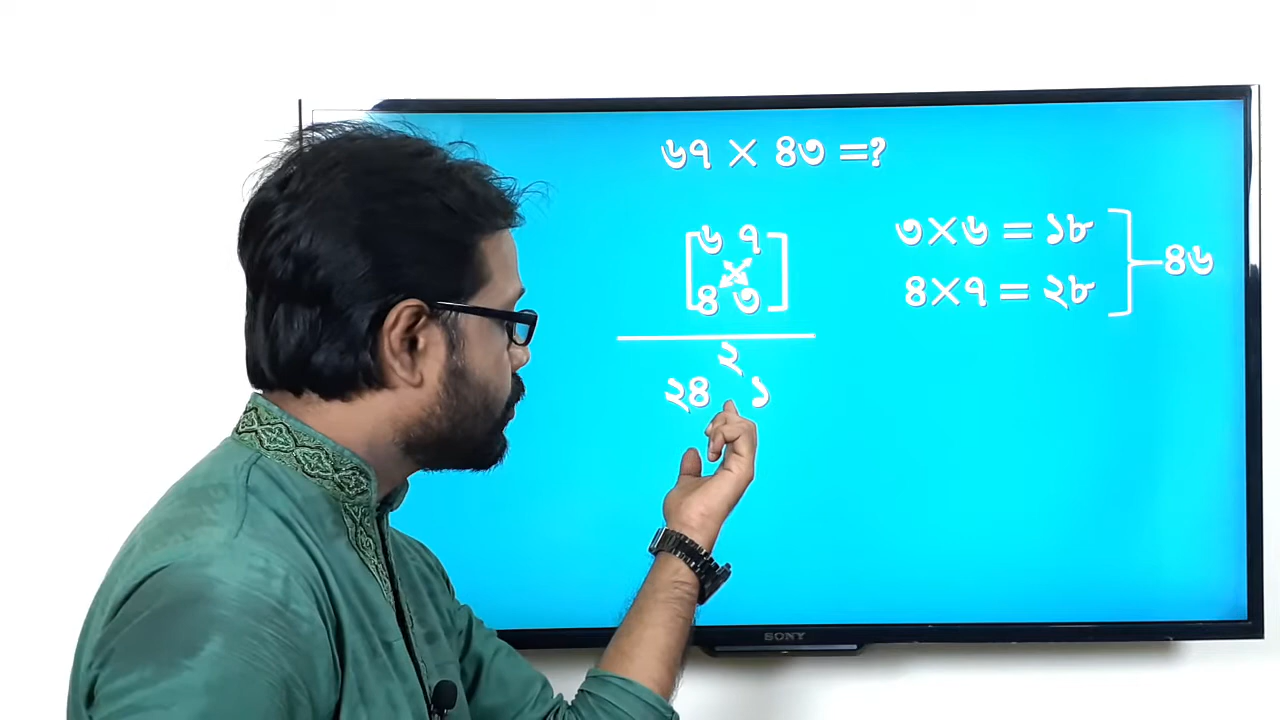 ৬৭ × ৪৩ =?
৬ ৭
৪ ৩
২
২৪ ১
৩×৬ = ১৮
৪×৭ = ২৮
৪৬
SONY